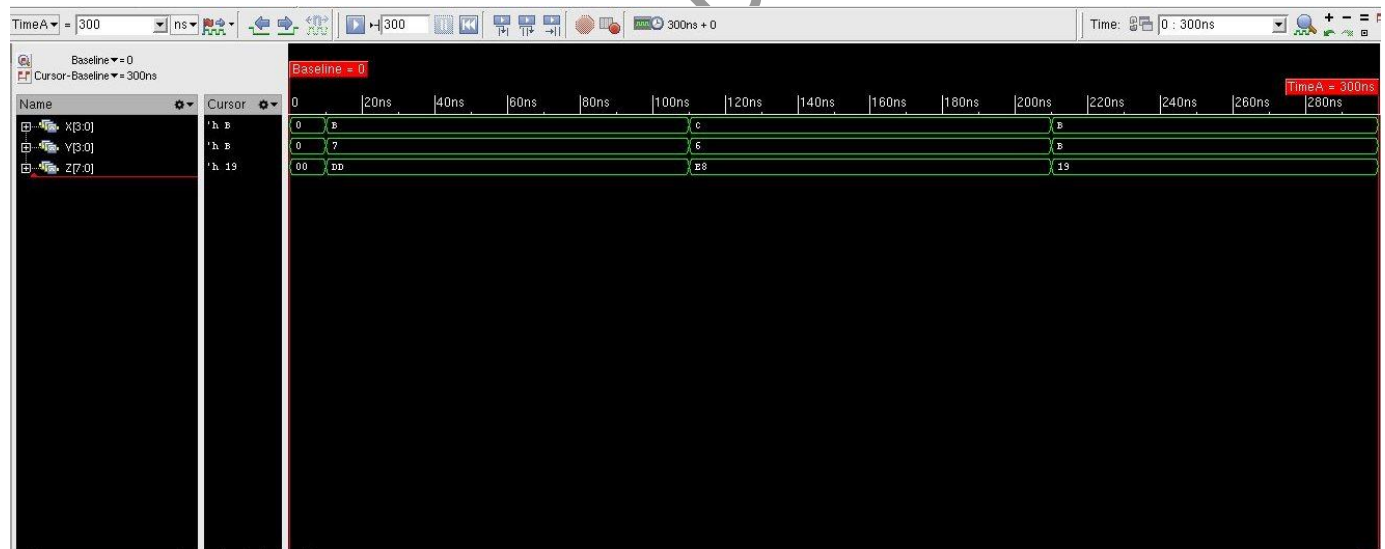 TimeA = 300 ns 300 300ns + 0 Time: 0 : 300ns
Baseline = 0
Cursor-Baseline = 300ns
Baseline = 0
TimeA = 300ns
Name Cursor 0 20ns 40ns 60ns 80ns 100ns 120ns 140ns 160ns 180ns 200ns 220ns 240ns 260ns 280ns
X[3:0] 'h B 0 B C B
Y[3:0] 'h B 0 7 6 B
Z[7:0] 'h 19 00 DD E8 19